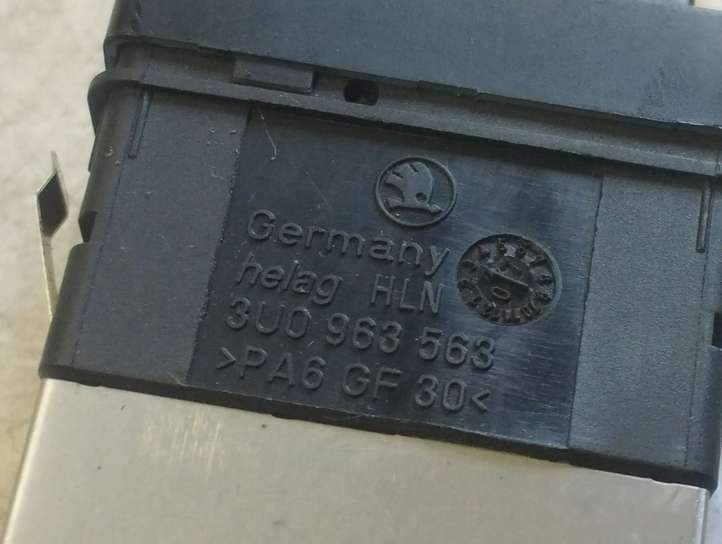 Germany
helag HLN
3U0 963 563
>PA6 GF 30<